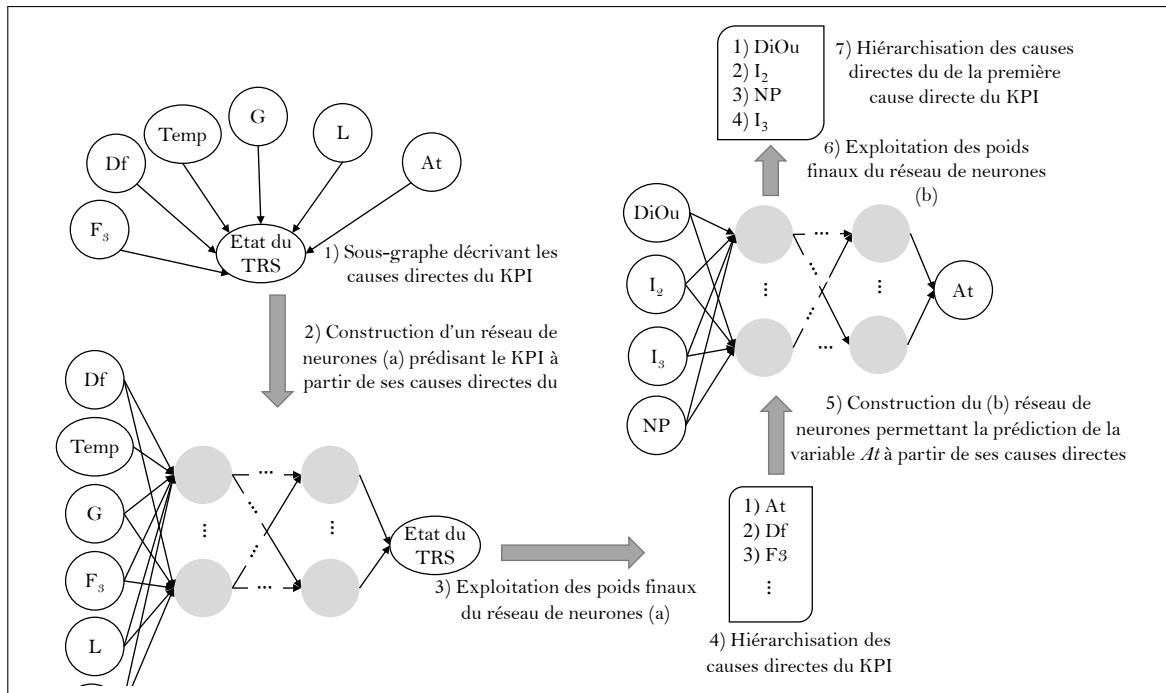 G
Temp
L
Df
At
F₃
Etat du
TRS
1) Sous-graphe décrivant les
causes directes du KPI
2) Construction d'un réseau de
neurones (a) prédisant le KPI à
partir de ses causes directes du
Df
Temp
G
F₃
L
...
...
⋮
⋮
...
...
...
...
Etat du
TRS
3) Exploitation des poids finaux
du réseau de neurones (a)
1) At
2) Df
3) F3
⋮
4) Hiérarchisation des
causes directes du KPI
5) Construction du (b) réseau de
neurones permettant la prédiction de la
variable At à partir de ses causes directes
DiOu
I₂
I₃
NP
...
...
⋮
⋮
...
...
...
At
6) Exploitation des poids
finaux du réseau de neurones
(b)
1) DiOu
2) I₂
3) NP
4) I₃
7) Hiérarchisation des causes
directes du de la première
cause directe du KPI